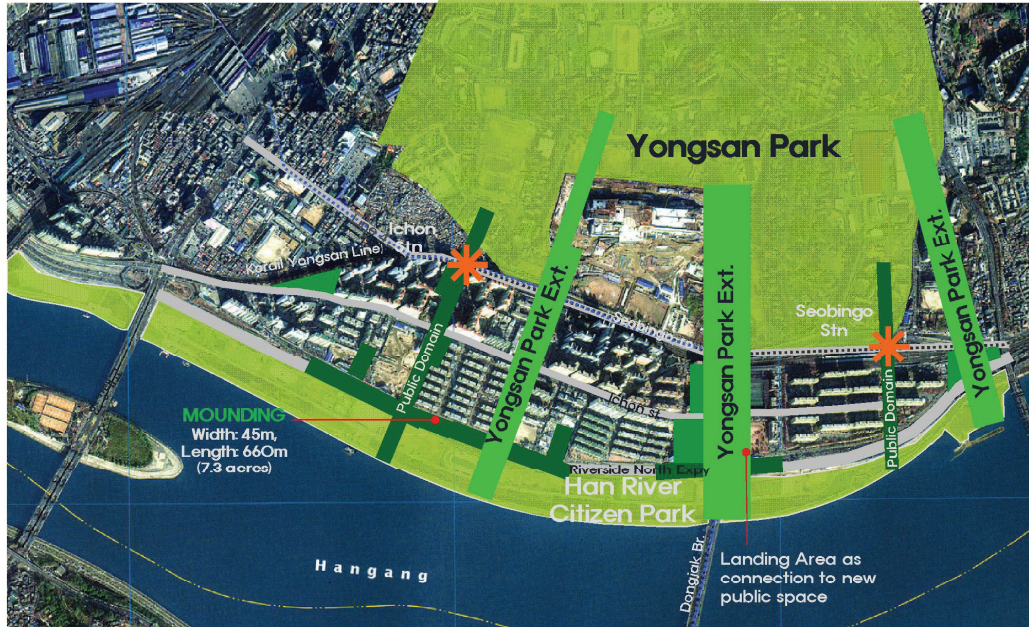 Yongsan Park
Ichon
Stn
Korail Yongsan Line)
Yongsan Park Ext.
Yongsan Park Ext.
Yongsan Park Ext.
Seobingo
Stn
Public Domain
Public Domain
Ichon st.
MOUNDING
Width: 45m,
Length: 660m
(7.3 acres)
Riverside North Expy
Han River
Citizen Park
Hangang
Dongjak Br.
Landing Area as
connection to new
public space